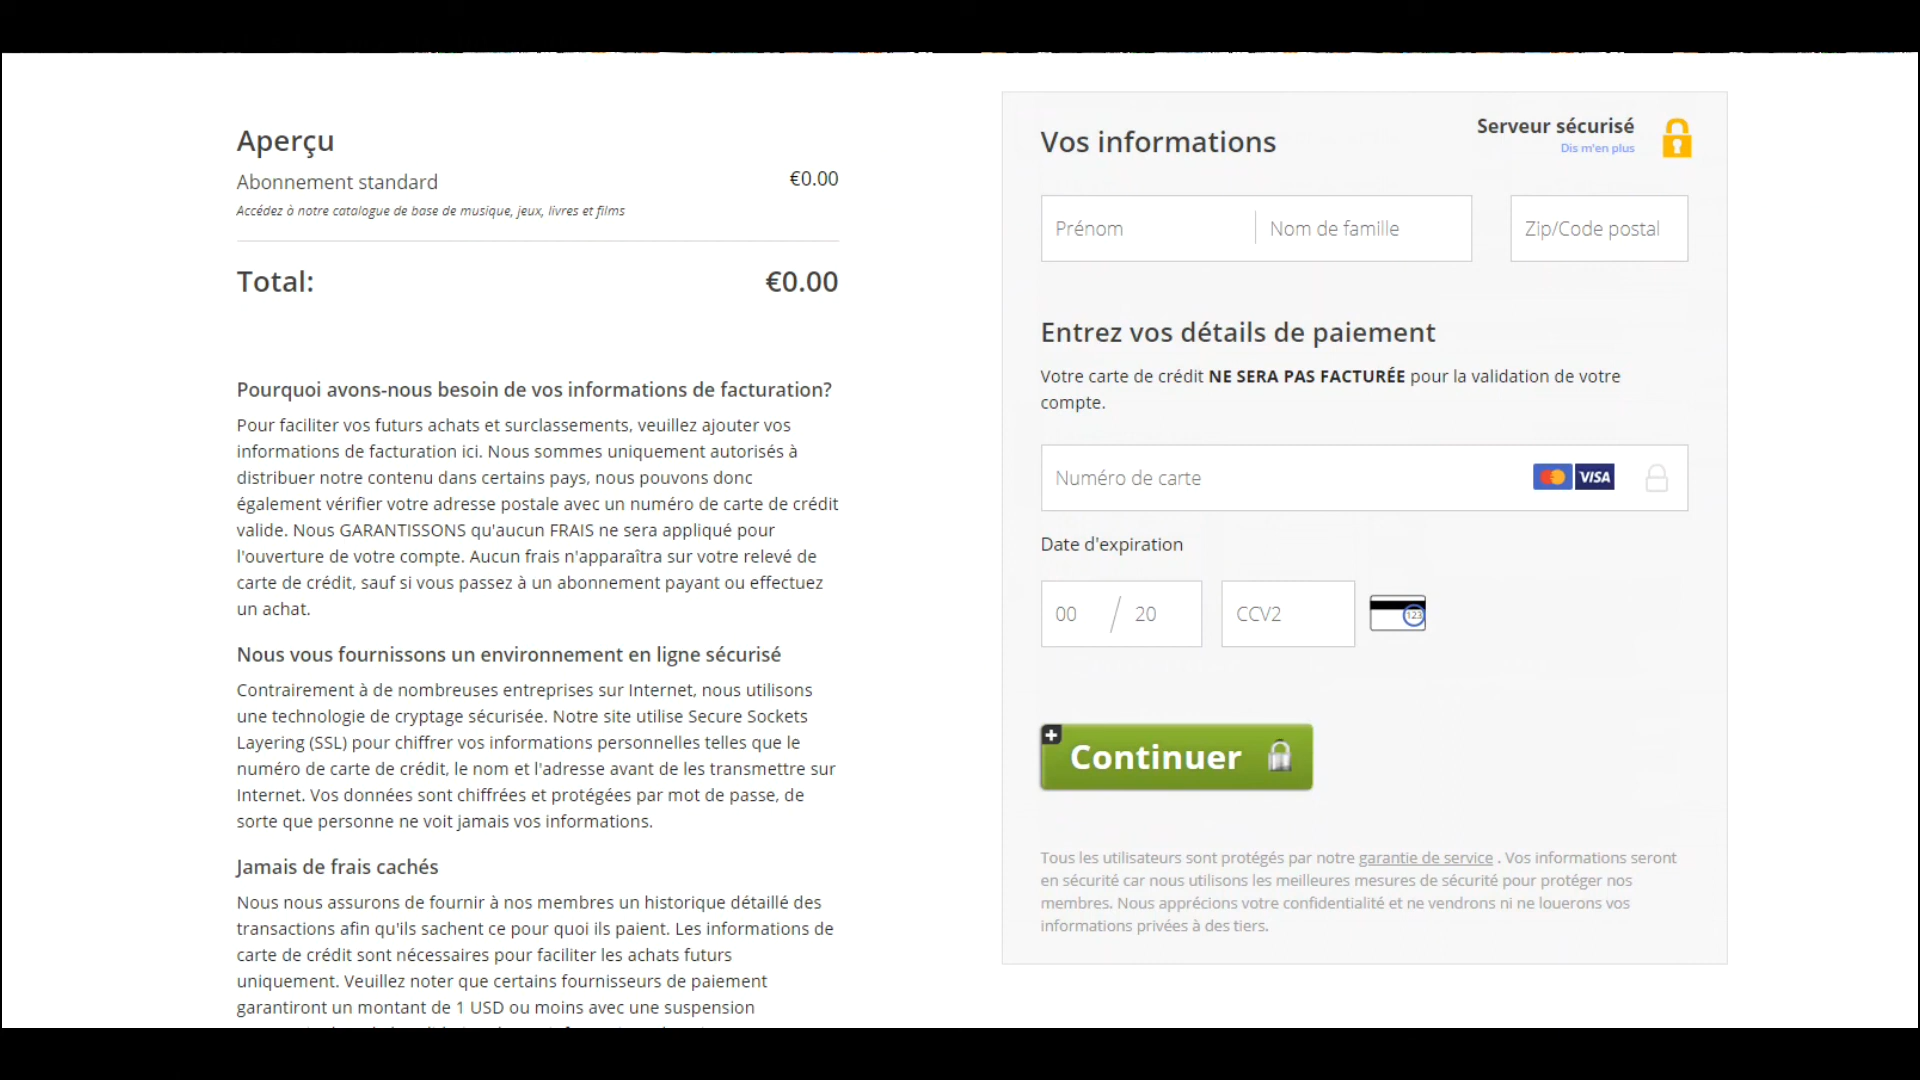 Aperçu
Abonnement standard €0.00
Accédez à notre catalogue de base de musique, jeux, livres et films
Total: €0.00
Pourquoi avons-nous besoin de vos informations de facturation?
Pour faciliter vos futurs achats et surclassements, veuillez ajouter vos
informations de facturation ici. Nous sommes uniquement autorisés à
distribuer notre contenu dans certains pays, nous pouvons donc
également vérifier votre adresse postale avec un numéro de carte de crédit
valide. Nous GARANTISSONS qu'aucun FRAIS ne sera appliqué pour
l'ouverture de votre compte. Aucun frais n'apparaîtra sur votre relevé de
carte de crédit, sauf si vous passez à un abonnement payant ou effectuez
un achat.
Nous vous fournissons un environnement en ligne sécurisé
Contrairement à de nombreuses entreprises sur Internet, nous utilisons
une technologie de cryptage sécurisée. Notre site utilise Secure Sockets
Layering (SSL) pour chiffrer vos informations personnelles telles que le
numéro de carte de crédit, le nom et l'adresse avant de les transmettre sur
Internet. Vos données sont chiffrées et protégées par mot de passe, de
sorte que personne ne voit jamais vos informations.
Jamais de frais cachés
Nous nous assurons de fournir à nos membres un historique détaillé des
transactions afin qu'ils sachent ce pour quoi ils paient. Les informations de
carte de crédit sont nécessaires pour faciliter les achats futurs
uniquement. Veuillez noter que certains fournisseurs de paiement
garantiront un montant de 1 USD ou moins avec une suspension
Vos informations
Serveur sécurisé
Dis m'en plus
Prénom Nom de famille Zip/Code postal
Entrez vos détails de paiement
Votre carte de crédit NE SERA PAS FACTURÉE pour la validation de votre
compte.
Numéro de carte VISA
Date d'expiration
00 / 20 CCV2 123
Continuer
Tous les utilisateurs sont protégés par notre garantie de service . Vos informations seront
en sécurité car nous utilisons les meilleures mesures de sécurité pour protéger nos
membres. Nous apprécions votre confidentialité et ne vendrons ni ne louerons vos
informations privées à des tiers.